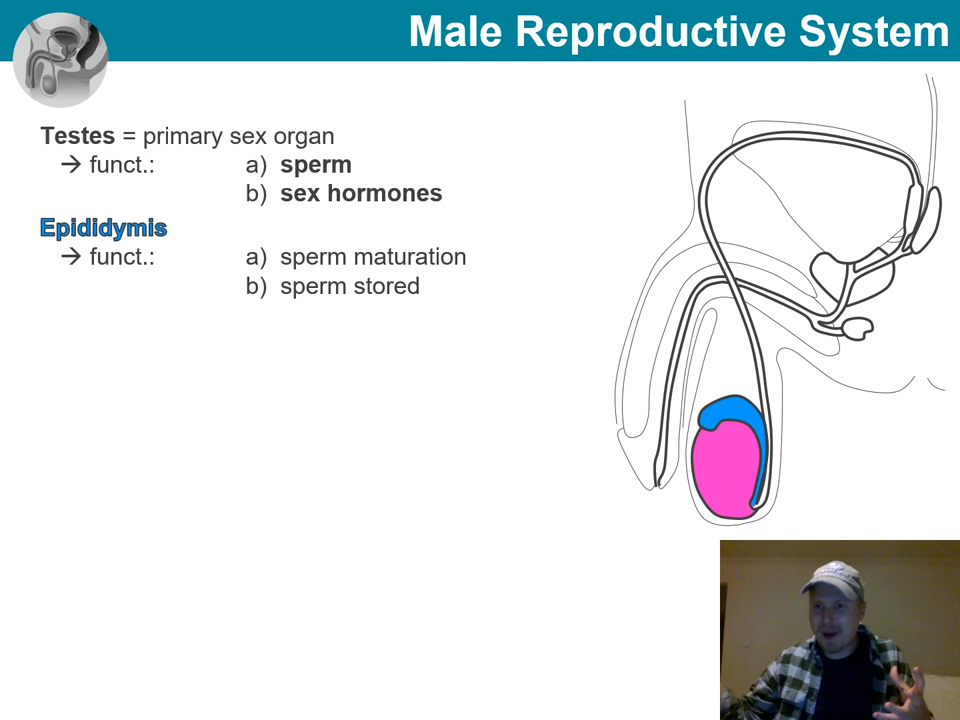 Male Reproductive System
Testes = primary sex organ
→ funct.: a) sperm
b) sex hormones
Epididymis
→ funct.: a) sperm maturation
b) sperm stored